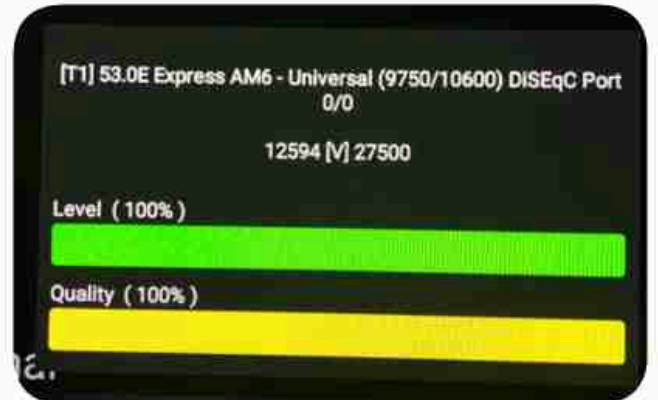 [T1] 53.0E Express AM6 - Universal (9750/10600) DiSEqC Port
0/0
12594 [V] 27500
Level ( 100% )
Quality ( 100% )